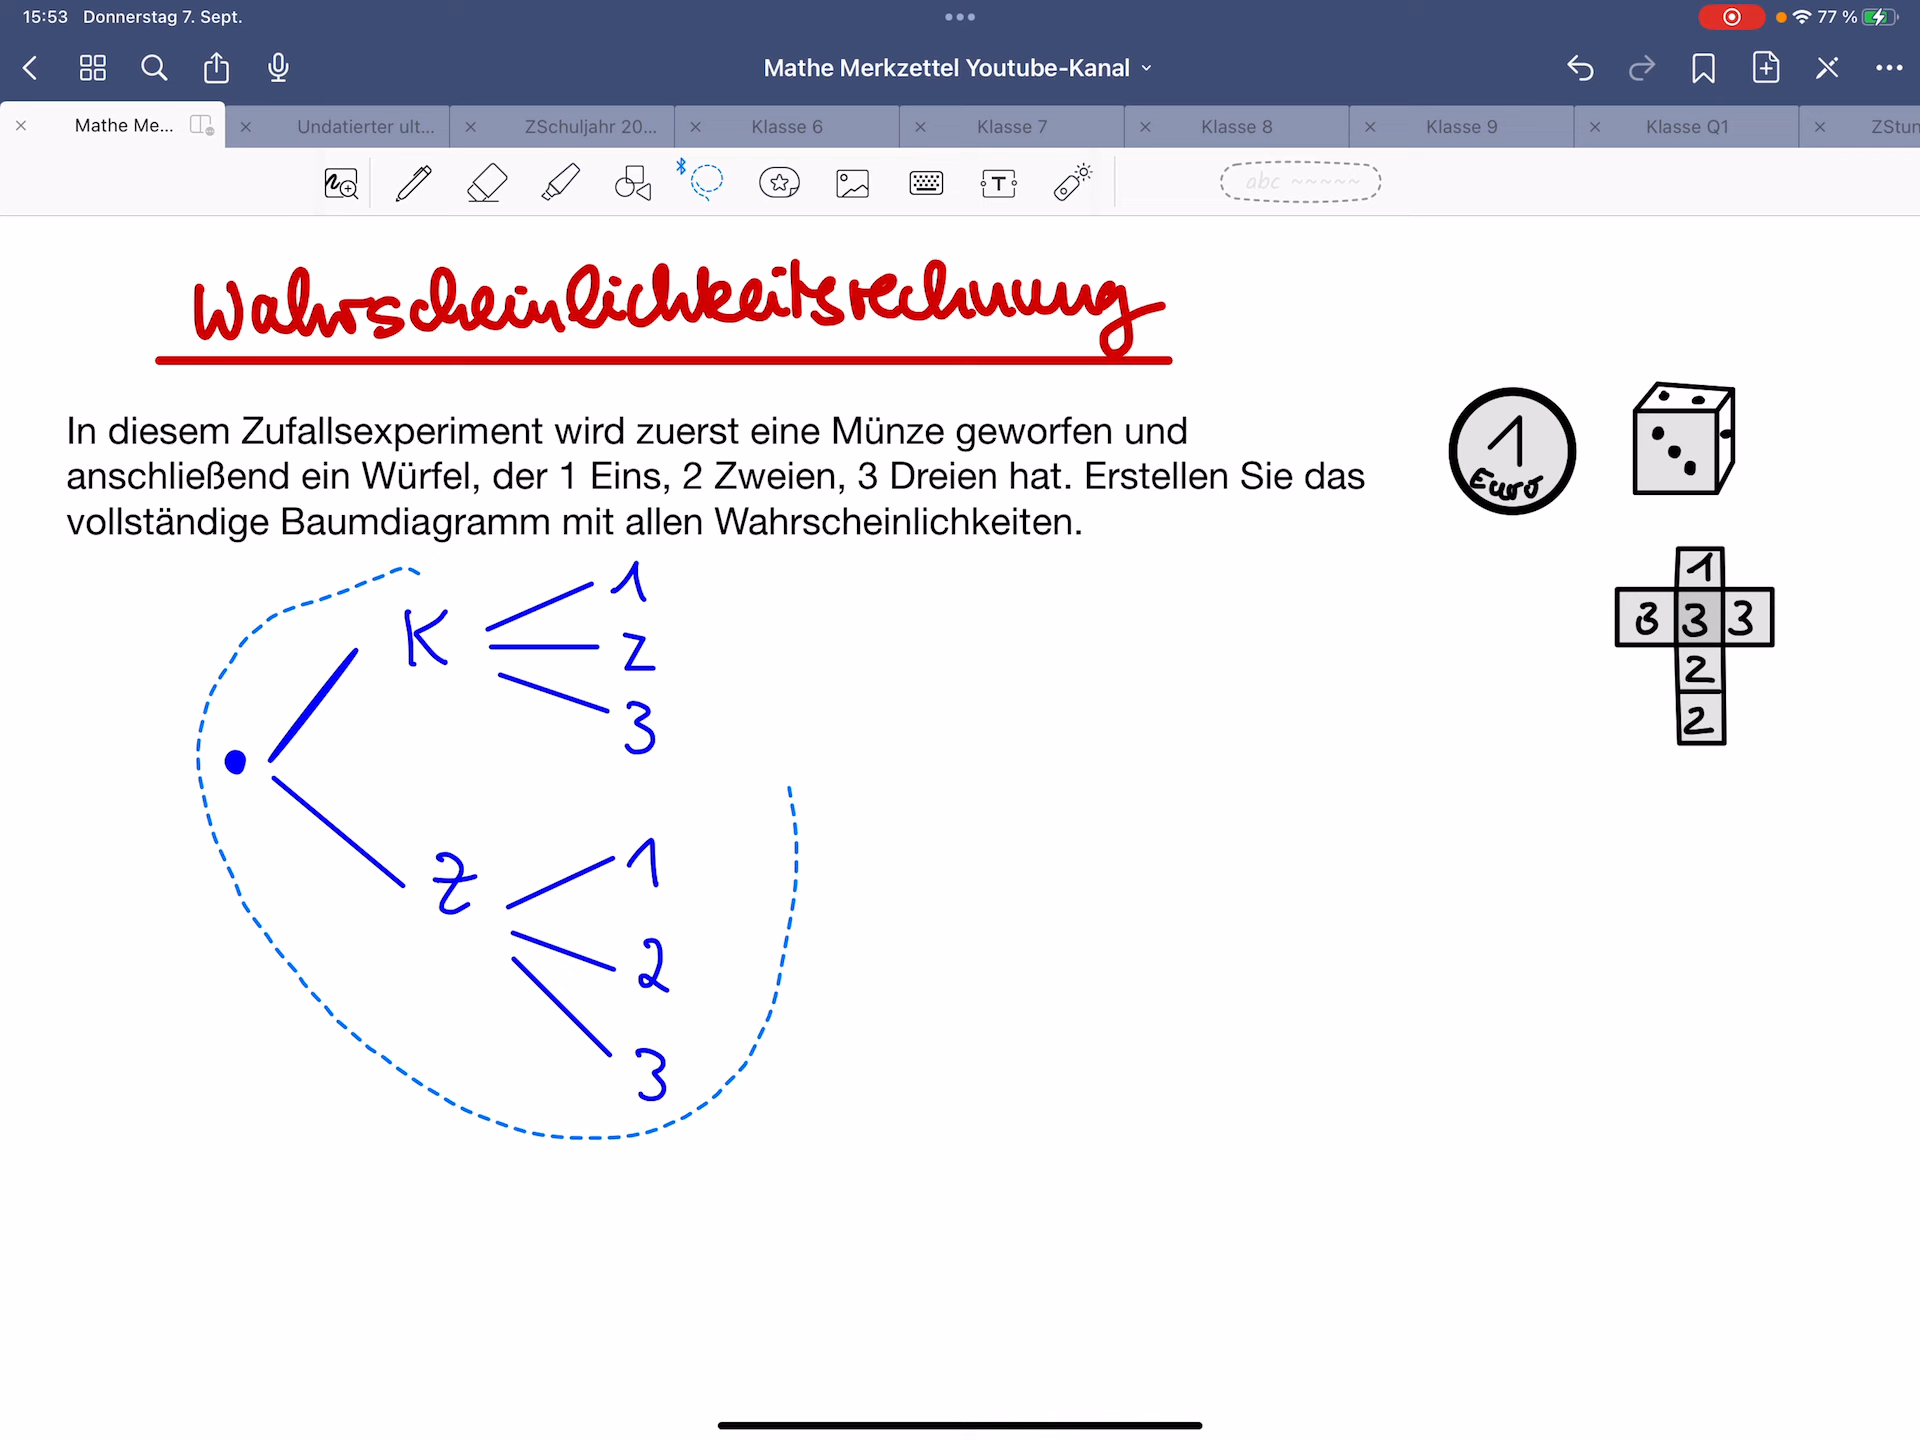 15:53 Donnerstag 7. Sept.
77 %
Mathe Merkzettel Youtube-Kanal
Mathe Me... Undatierter ult... ZSchuljahr 20... Klasse 6 Klasse 7 Klasse 8 Klasse 9 Klasse Q1 ZStun
T
abc
Wahrscheinlichkeitsrechnung
In diesem Zufallsexperiment wird zuerst eine Münze geworfen und
anschließend ein Würfel, der 1 Eins, 2 Zweien, 3 Dreien hat. Erstellen Sie das
vollständige Baumdiagramm mit allen Wahrscheinlichkeiten.
1
Euro
1
3 3 3
2
2
K
1
2
3
Z
1
2
3